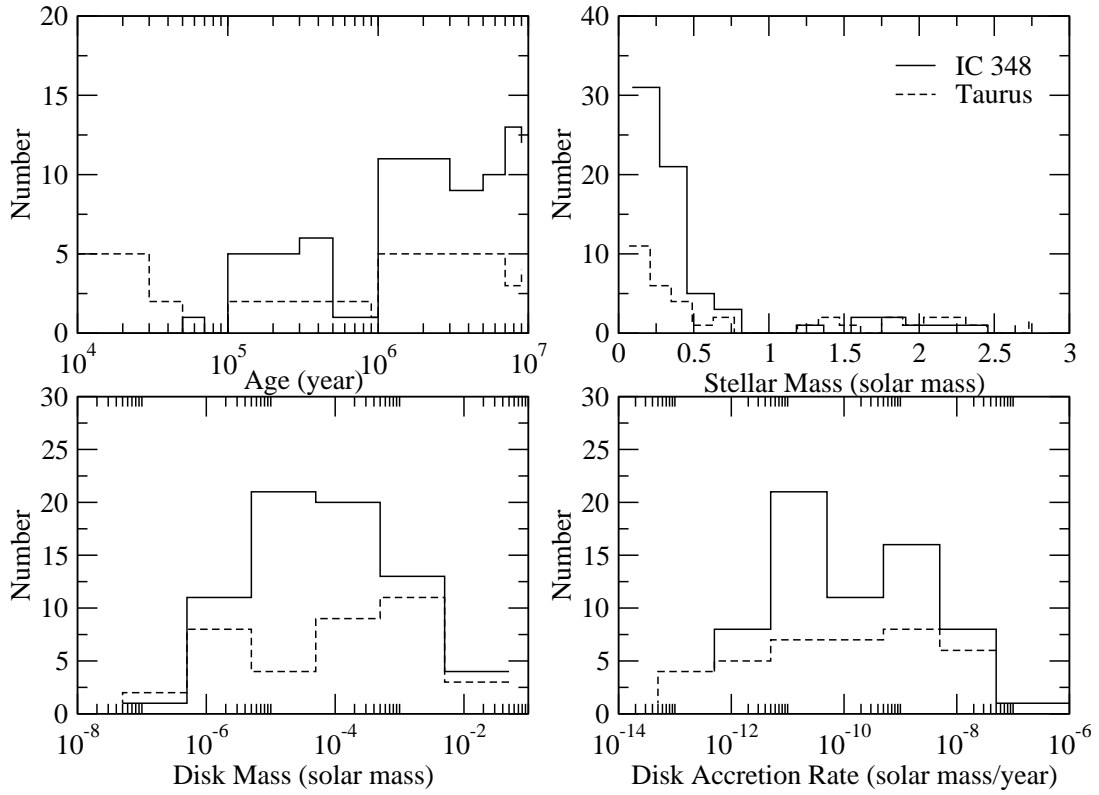 20
15
10
5
0
Number
10^4 10^5 10^6 10^7
Age (year)
40
30
20
10
0
Number
IC 348
Taurus
0 0.5 1 1.5 2 2.5 3
Stellar Mass (solar mass)
30
25
20
15
10
5
0
Number
10^-8 10^-6 10^-4 10^-2
Disk Mass (solar mass)
30
25
20
15
10
5
0
Number
10^-14 10^-12 10^-10 10^-8 10^-6
Disk Accretion Rate (solar mass/year)